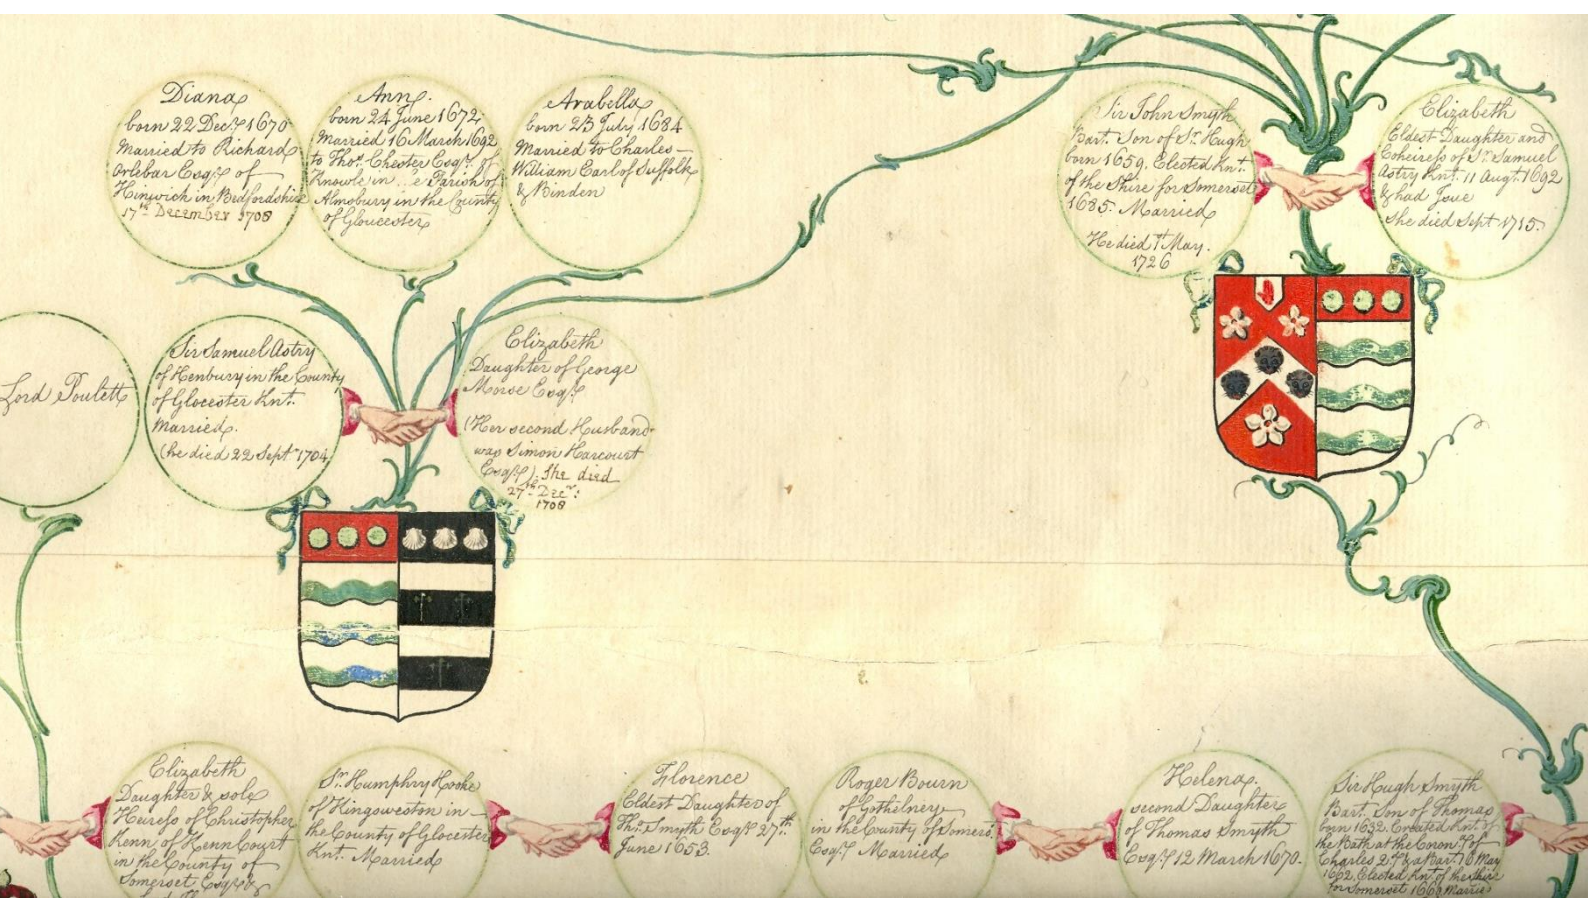 Diana
born 22 Decr 1670
Married to Richard
Orlebar Esqr of
Hinwick in Bedfordshire
17th December 1708
Ann
born 24 June 1672
Married 16 March 1692
to Thos. Chester Esqr. of
Knowle in ..e Parish of
Almosbury in the County
of Gloucester
Arabella
born 23 July 1684
Married to Charles
William Earl of Suffolk
& Binden
Sir John Smyth
Bart. Son of Sr. Hugh
born 1659. Elected Knt
of the Shire for Somerset
1685. Married
He died 1st May.
1726
Elizabeth
Eldest Daughter and
Coheiress of Sr. Samuel
Astry Knt. 11 Augt. 1692
& had Issue
She died Sept 1715.
Lord Poulett
Sir Samuel Astry
of Henbury in the County
of Glocester Knt.
Married.
(he died 22 Septr 1704
Elizabeth
Daughter of George
Morse Esqr
(Her second Husband
was Simon Harcourt
Esqr) She died
27th Decr:
1708
Elizabeth
Daughter & sole
Heiress of Christopher
Kenn of Kenn Court
in the County of
Somerset Esqr &
Sr. Humphry Hooke
of Kingsweston in
the County of Glocester
Knt. Married
Florence
Eldest Daughter of
Tho. Smyth Esqr 27th
June 1653.
Roger Bourn
of Gothilney
in the County of Somerst.
Esqr Married
Helena.
second Daughter
of Thomas Smyth
Esqr 12 March 1670.
Sir Hugh Smyth
Bart. Son of Thomas
born 1632. Created Knt. of
the Bath at the Coron. of
Charles 2d & a Bart. 16 May
1662. Elected Knt. of the Shire
for Somerset 1660 Married